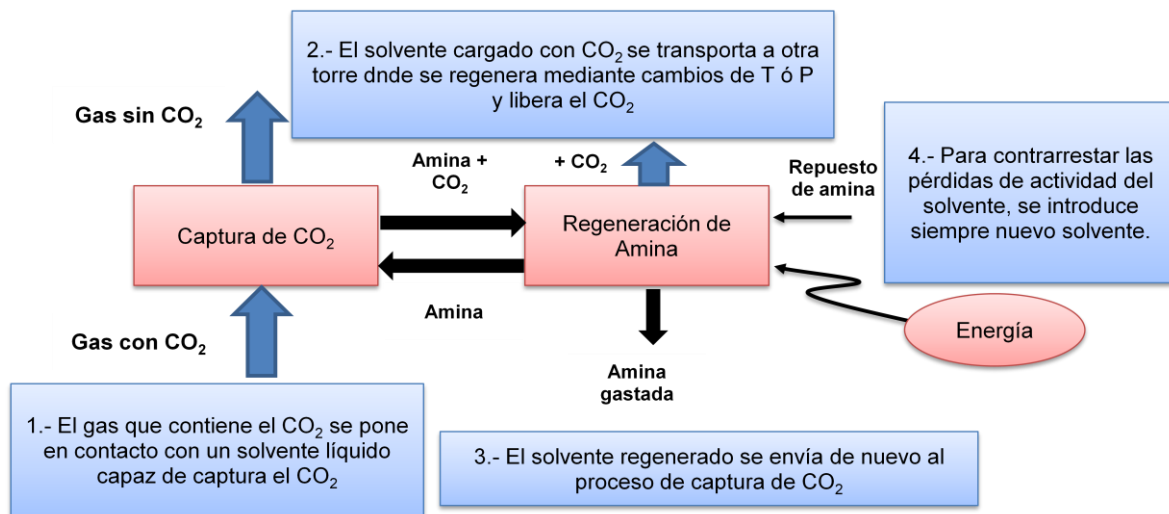 2.- El solvente cargado con CO₂ se transporta a otra
torre dnde se regenera mediante cambios de T ó P
y libera el CO₂
Gas sin CO₂
Amina +
CO₂
+ CO₂
Repuesto
de amina
4.- Para contrarrestar las
pérdidas de actividad del
solvente, se introduce
siempre nuevo solvente.
Captura de CO₂
Regeneración de
Amina
Amina
Energía
Gas con CO₂
Amina
gastada
1.- El gas que contiene el CO₂ se pone
en contacto con un solvente líquido
capaz de captura el CO₂
3.- El solvente regenerado se envía de nuevo al
proceso de captura de CO₂